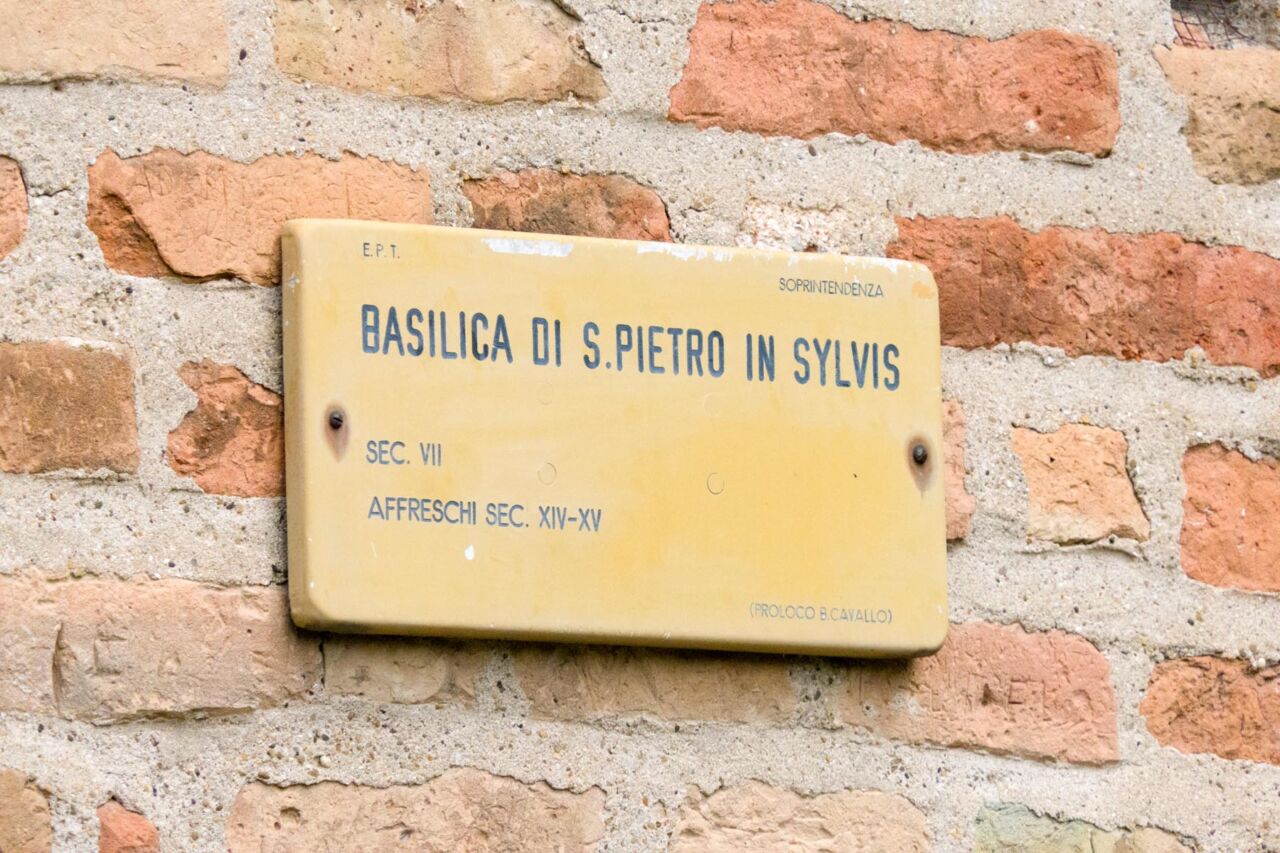 E.P.T.
SOPRINTENDENZA
BASILICA DI S.PIETRO IN SYLVIS
SEC. VII
AFFRESCHI SEC. XIV-XV
(PROLOCO B.CAVALLO)